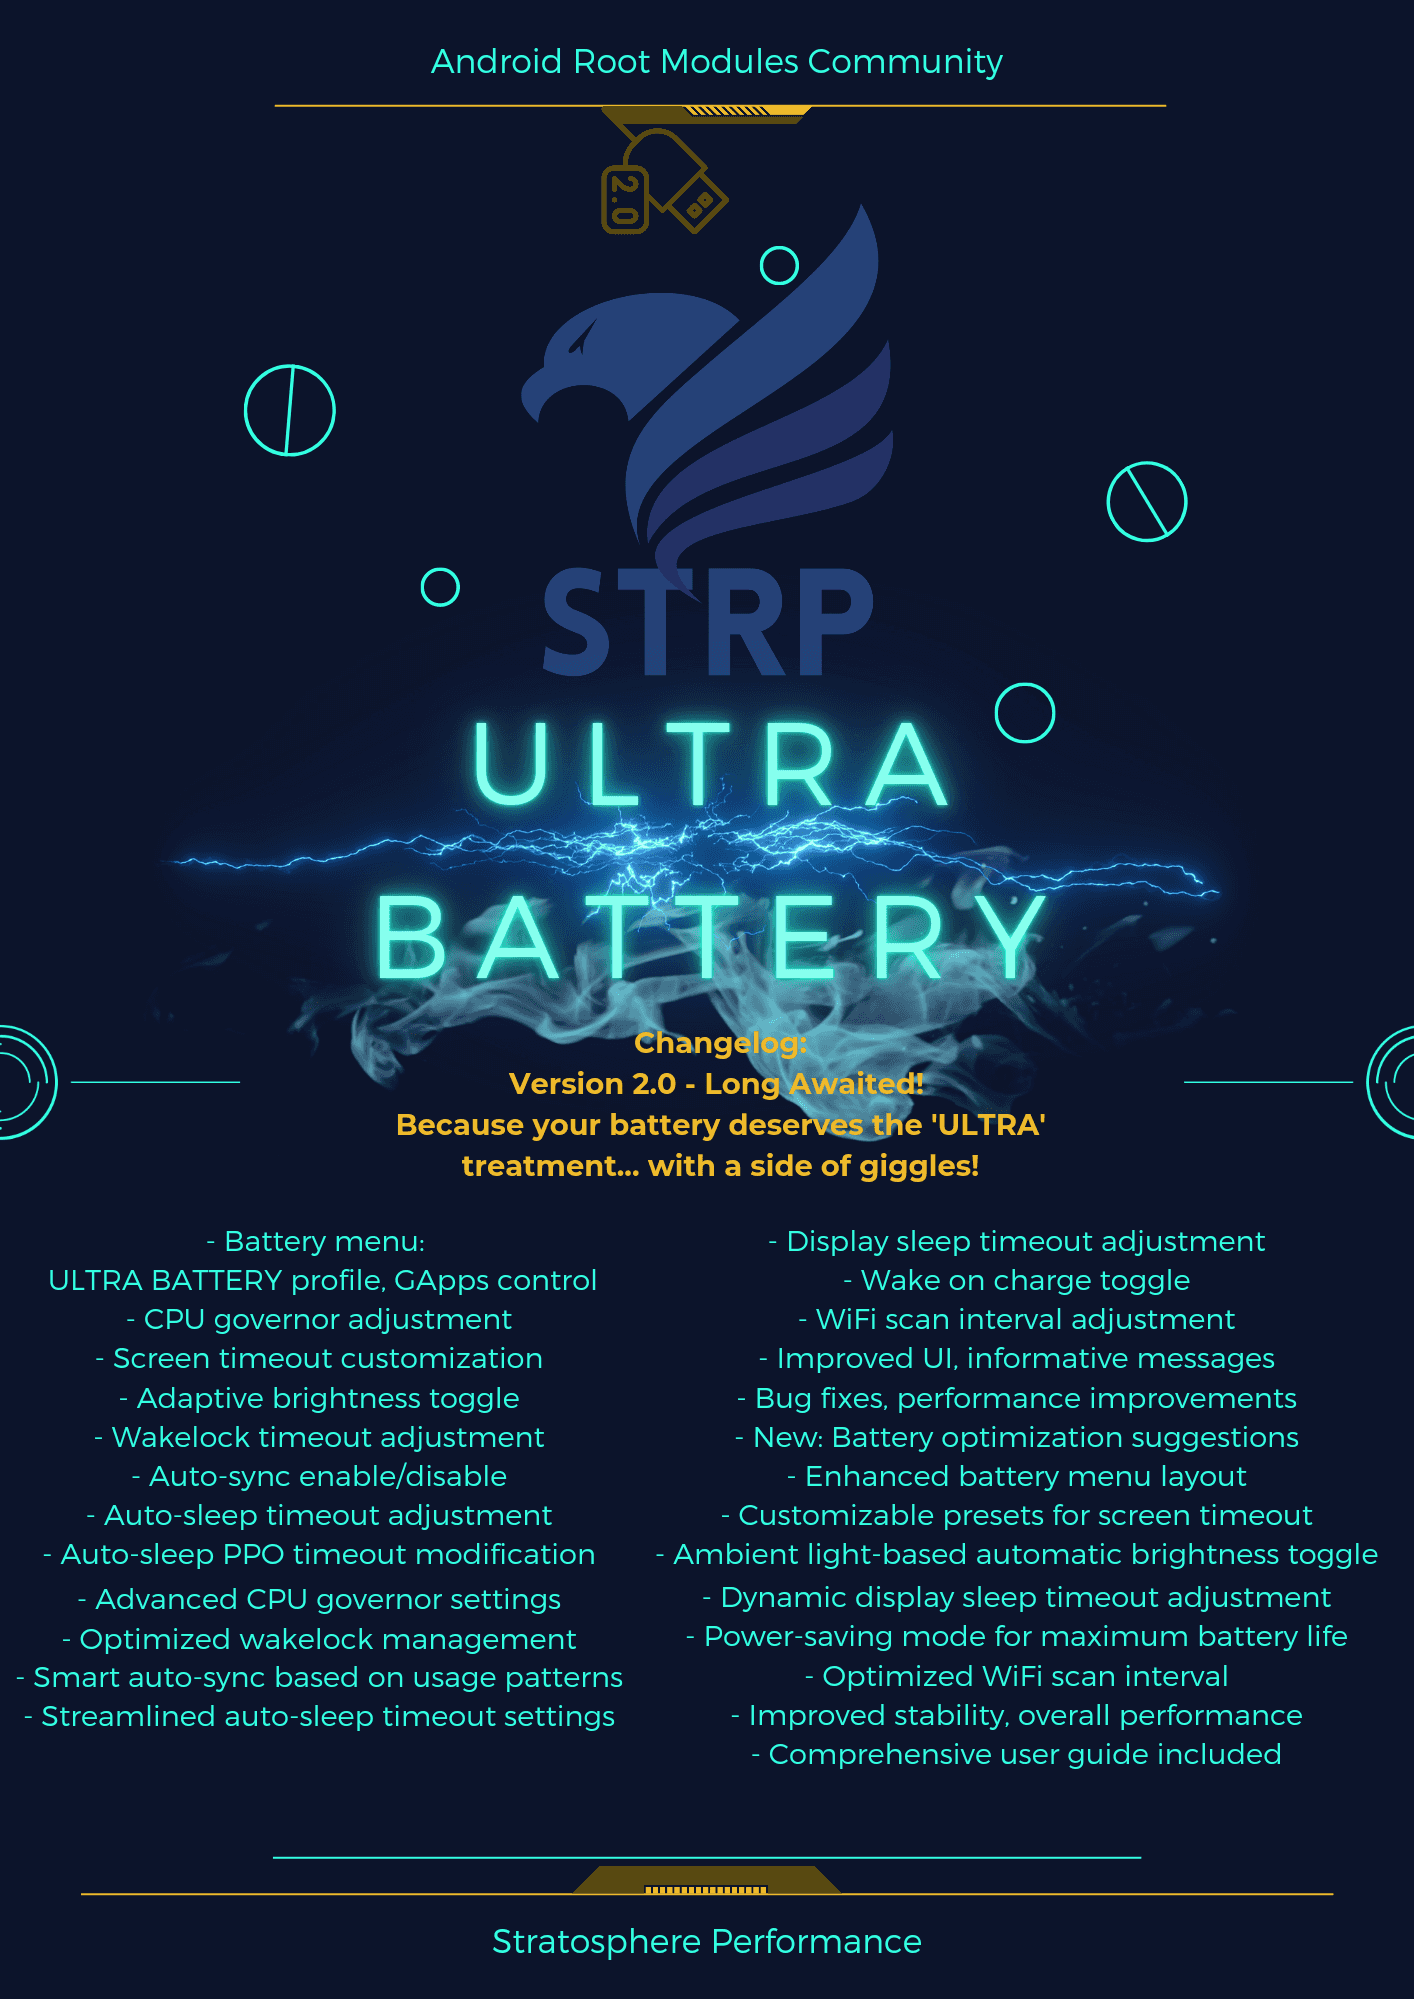 Android Root Modules Community
2.0
STRP
ULTRA
BATTERY
Changelog:
Version 2.0 - Long Awaited!
Because your battery deserves the 'ULTRA'
treatment... with a side of giggles!
- Battery menu:
ULTRA BATTERY profile, GApps control
- CPU governor adjustment
- Screen timeout customization
- Adaptive brightness toggle
- Wakelock timeout adjustment
- Auto-sync enable/disable
- Auto-sleep timeout adjustment
- Auto-sleep PPO timeout modification
- Advanced CPU governor settings
- Optimized wakelock management
- Smart auto-sync based on usage patterns
- Streamlined auto-sleep timeout settings
- Display sleep timeout adjustment
- Wake on charge toggle
- WiFi scan interval adjustment
- Improved UI, informative messages
- Bug fixes, performance improvements
- New: Battery optimization suggestions
- Enhanced battery menu layout
- Customizable presets for screen timeout
- Ambient light-based automatic brightness toggle
- Dynamic display sleep timeout adjustment
- Power-saving mode for maximum battery life
- Optimized WiFi scan interval
- Improved stability, overall performance
- Comprehensive user guide included
Stratosphere Performance